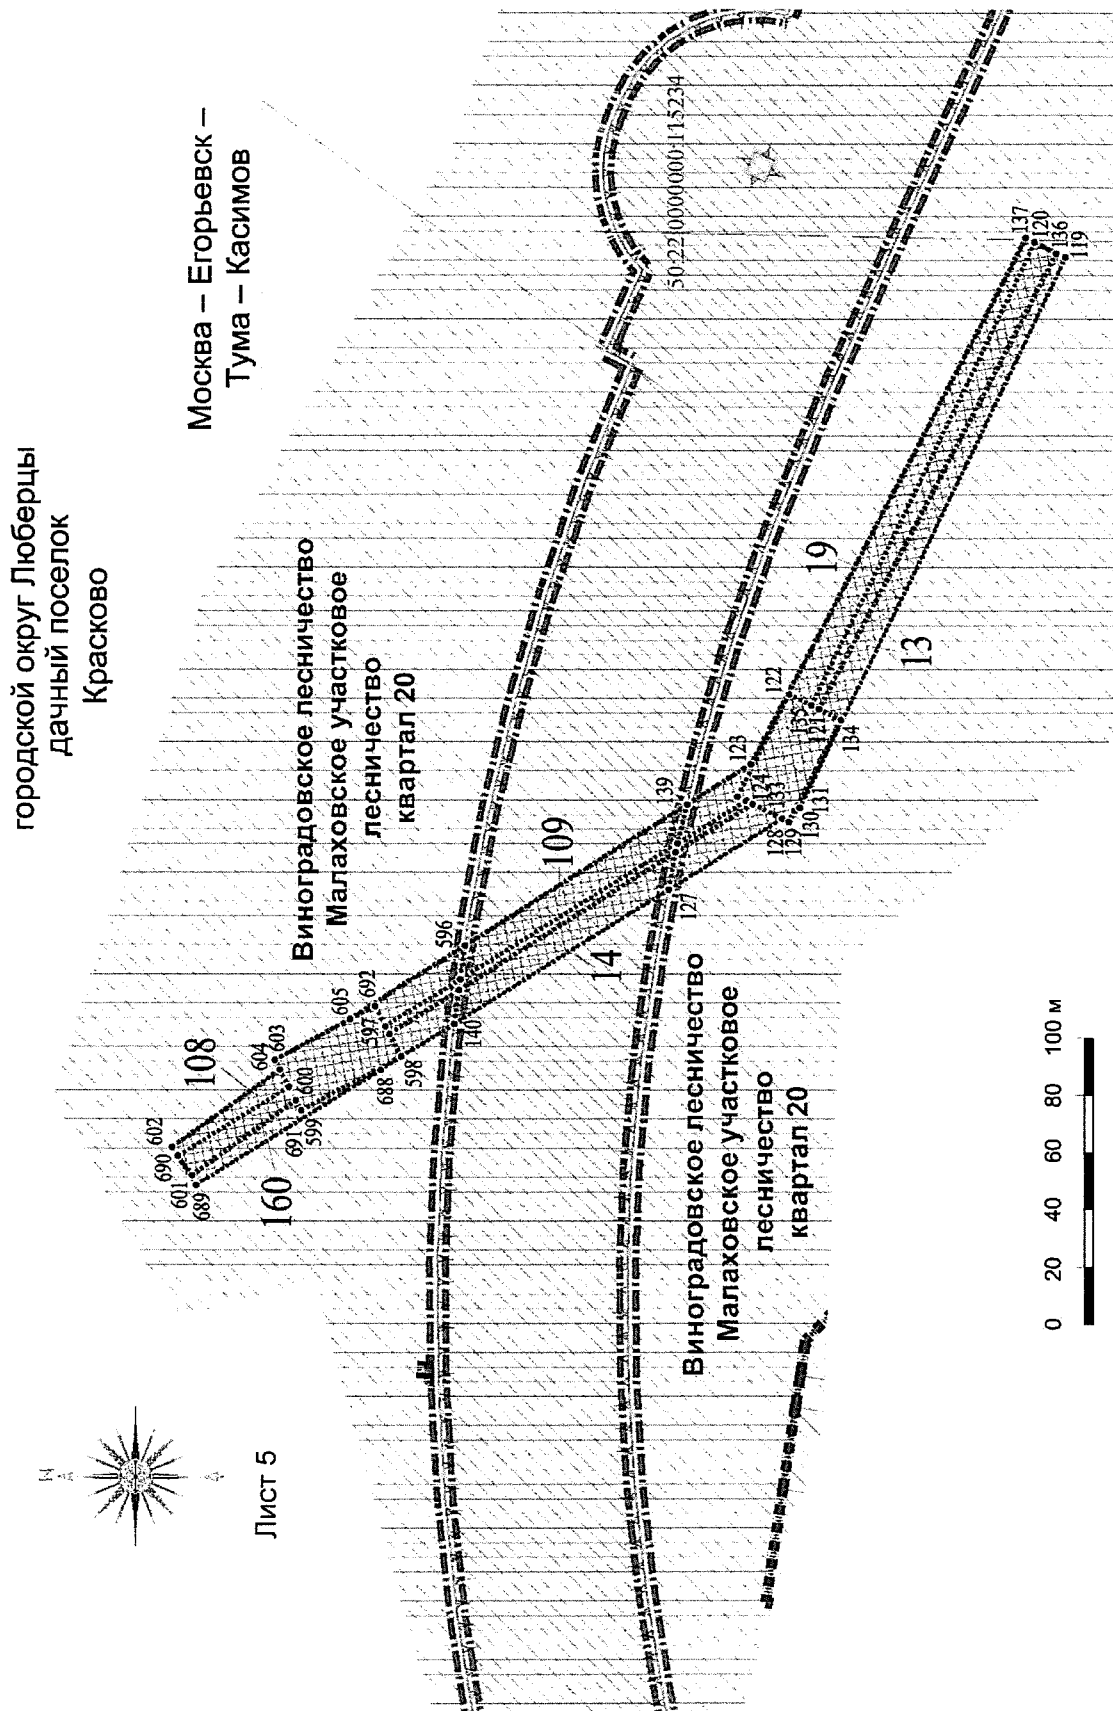 городской округ Люберцы
дачный поселок
Красково
Москва – Егорьевск –
Тума – Касимов
Лист 5
Виноградовское лесничество
Малаховское участковое
лесничество
квартал 20
50:22:0000000:115234
108
602
690
601
689
604
603
600
691
599
160
605
692
597
688
598
596
140
109
14
139
127
123
124
133
128
129
130
131
122
135
121
134
19
13
137
120
136
119
Виноградовское лесничество
Малаховское участковое
лесничество
квартал 20
0 20 40 60 80 100 м